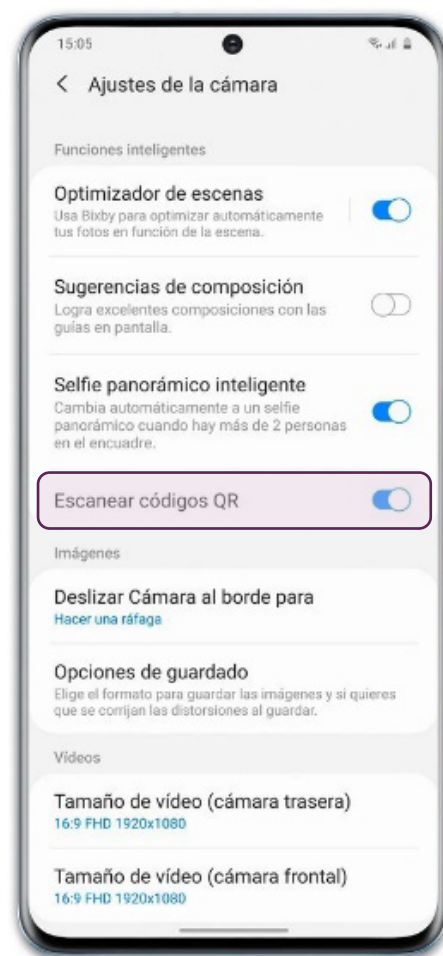 15:05
Ajustes de la cámara
Funciones inteligentes
Optimizador de escenas
Usa Bixby para optimizar automáticamente
tus fotos en función de la escena.
Sugerencias de composición
Logra excelentes composiciones con las
guías en pantalla.
Selfie panorámico inteligente
Cambia automáticamente a un selfie
panorámico cuando hay más de 2 personas
en el encuadre.
Escanear códigos QR
Imágenes
Deslizar Cámara al borde para
Hacer una ráfaga
Opciones de guardado
Elige el formato para guardar las imágenes y si quieres
que se corrijan las distorsiones al guardar.
Vídeos
Tamaño de vídeo (cámara trasera)
16:9 FHD 1920x1080
Tamaño de vídeo (cámara frontal)
16:9 FHD 1920x1080